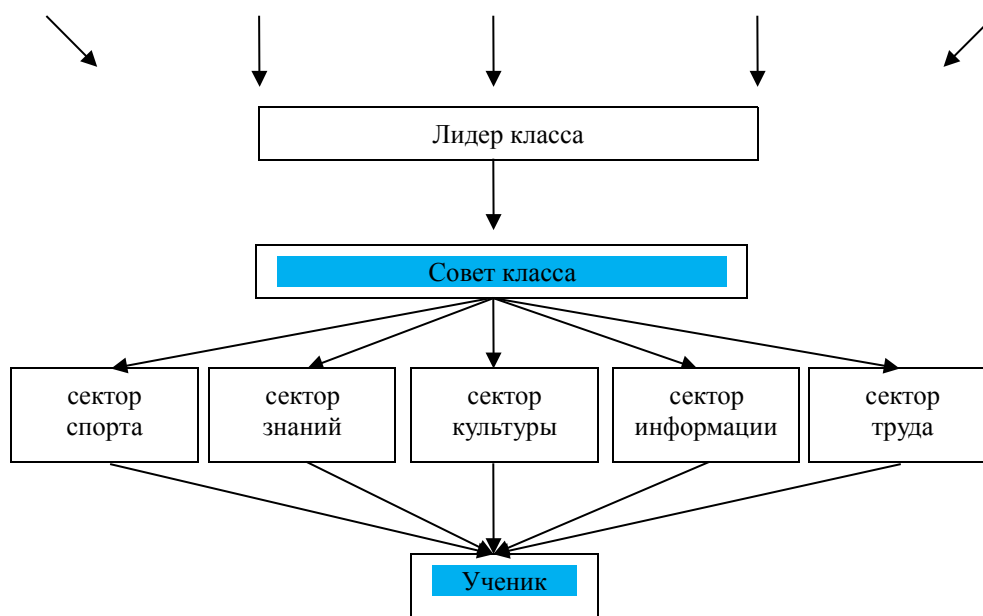 Лидер класса
Совет класса
сектор
спорта
сектор
знаний
сектор
культуры
сектор
информации
сектор
труда
Ученик